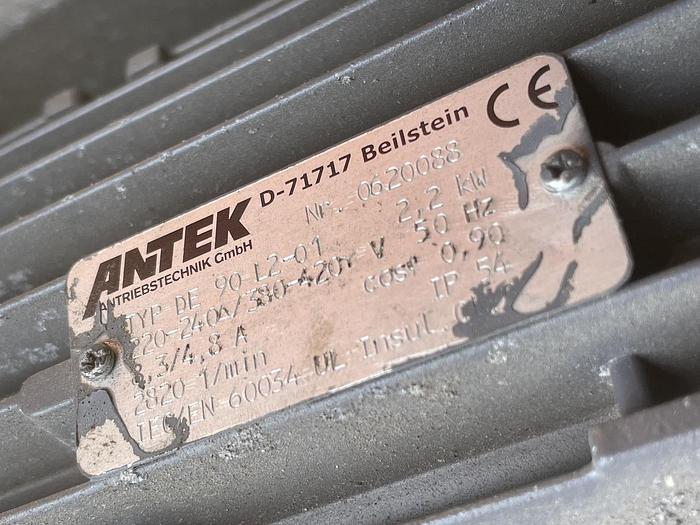 ANTEK D-71717 Beilstein CE
ANTRIEBSTECHNIK GmbH Nr. 0620088
TYP DE 90 L2-01 2,2 kW
220-240Δ/380-420Y V 50 Hz
,3/4,8 A cosφ 0,90
2820 1/min IP 54
IEC/EN 60034 UL-Insul.